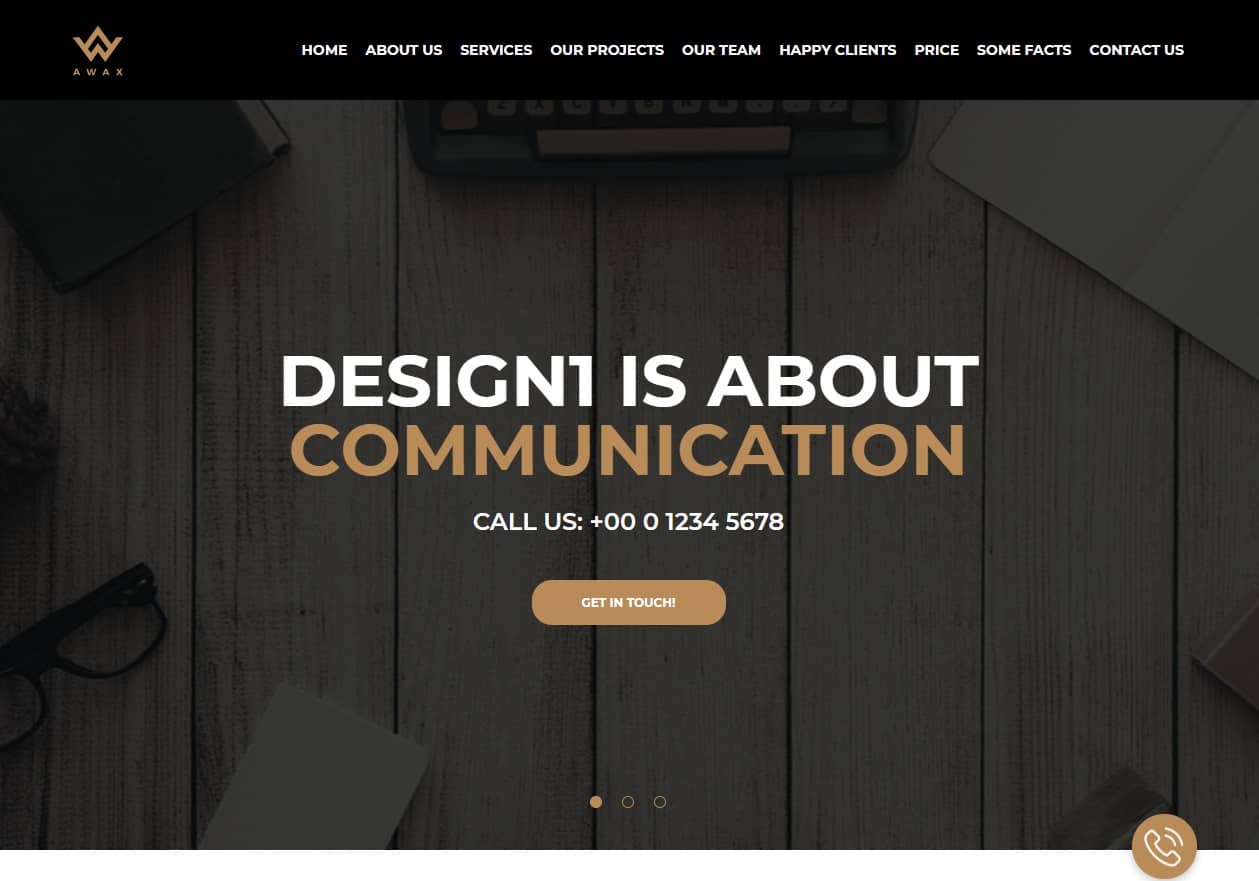 AWAX
HOME ABOUT US SERVICES OUR PROJECTS OUR TEAM HAPPY CLIENTS PRICE SOME FACTS CONTACT US
Z X C V B N M , . /
DESIGN1 IS ABOUT
COMMUNICATION
CALL US: +00 0 1234 5678
GET IN TOUCH!